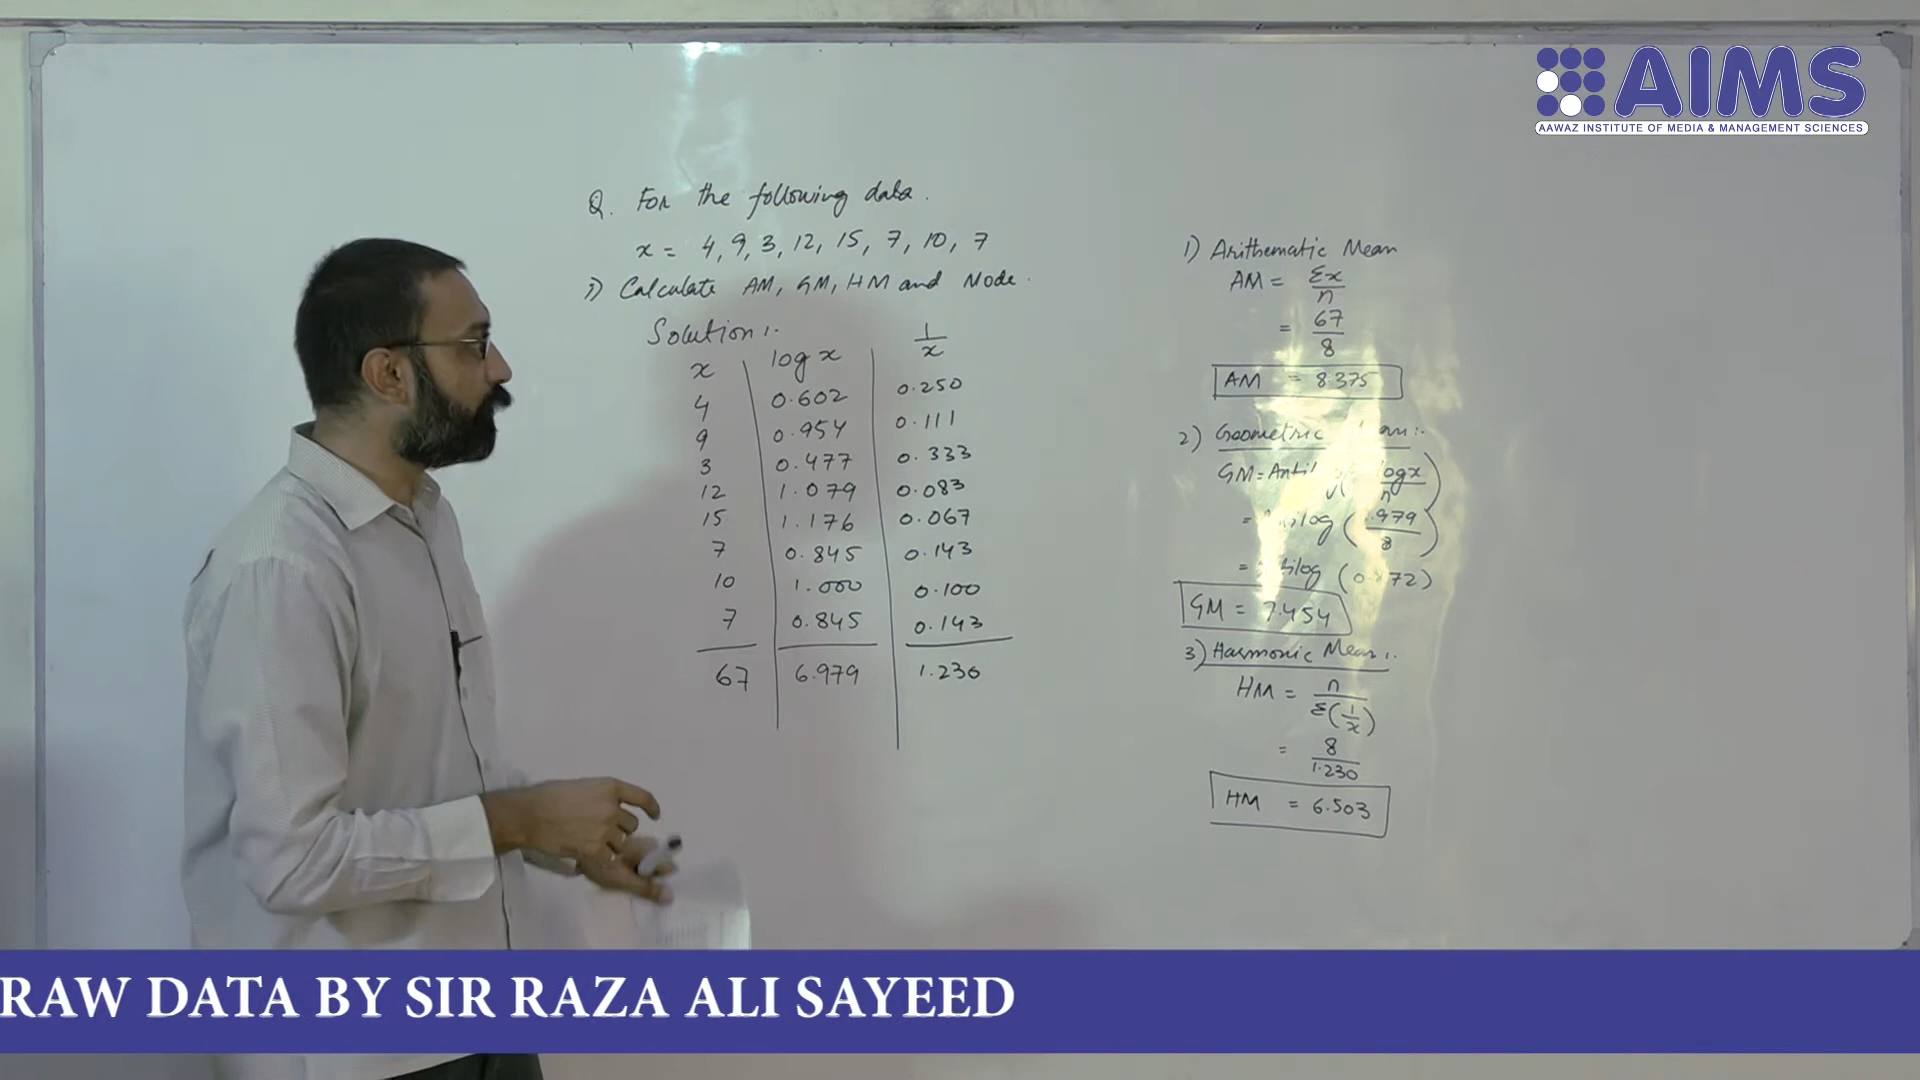 AIMS
AAWAZ INSTITUTE OF MEDIA & MANAGEMENT SCIENCES
Q. For the following data.
x = 4, 9, 3, 12, 15, 7, 10, 7
i) Calculate AM, GM, HM and Mode.
Solution:.
x log x 1/x
4 0.602 0.250
9 0.954 0.111
3 0.477 0.333
12 1.079 0.083
15 1.176 0.067
7 0.845 0.143
10 1.000 0.100
7 0.845 0.143
67 6.979 1.230
1) Arithematic Mean
AM = Σx/n
= 67/8
AM = 8.375
2) Geometric
GM = 
logx/n
= 
8
= 
GM = 7.454
3) Harmonic Mean:.
HM = n/Σ(1/x)
= 8/1.230
HM = 6.503
RAW DATA BY SIR RAZA ALI SAYEED